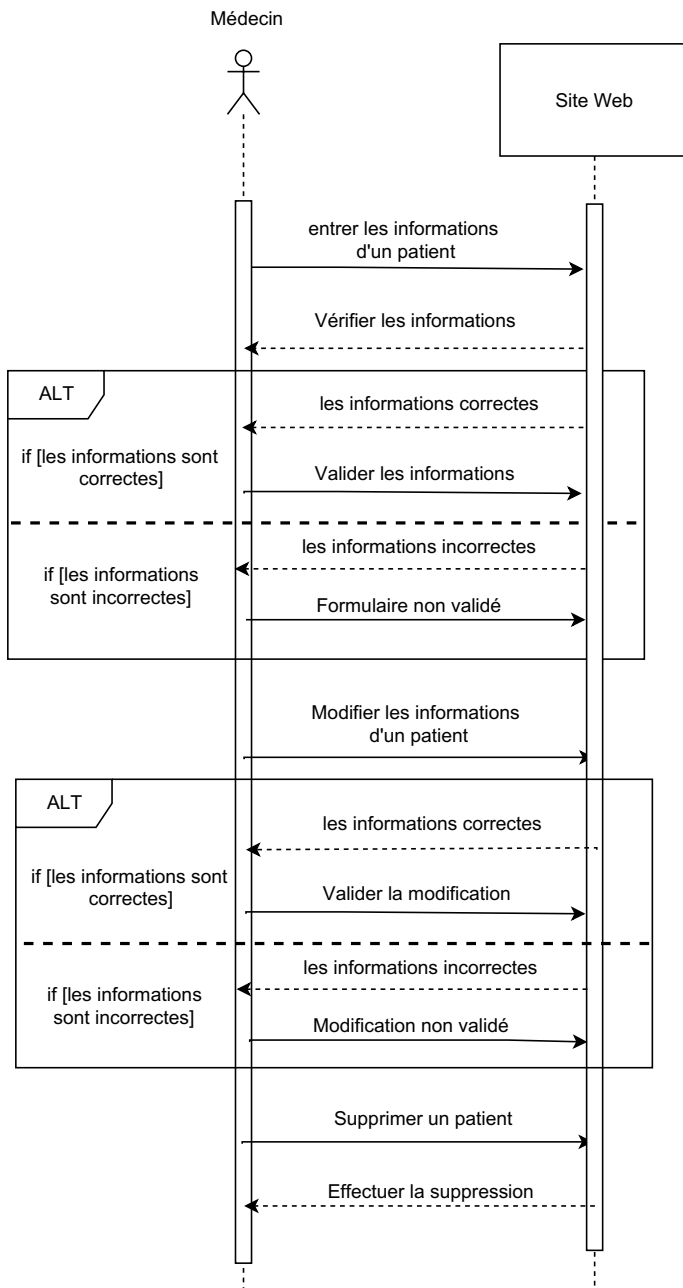 Médecin
Site Web
entrer les informations
d'un patient
Vérifier les informations
ALT
les informations correctes
if [les informations sont
correctes]
Valider les informations
les informations incorrectes
if [les informations
sont incorrectes]
Formulaire non validé
Modifier les informations
d'un patient
ALT
les informations correctes
if [les informations sont
correctes]
Valider la modification
les informations incorrectes
if [les informations
sont incorrectes]
Modification non validé
Supprimer un patient
Effectuer la suppression